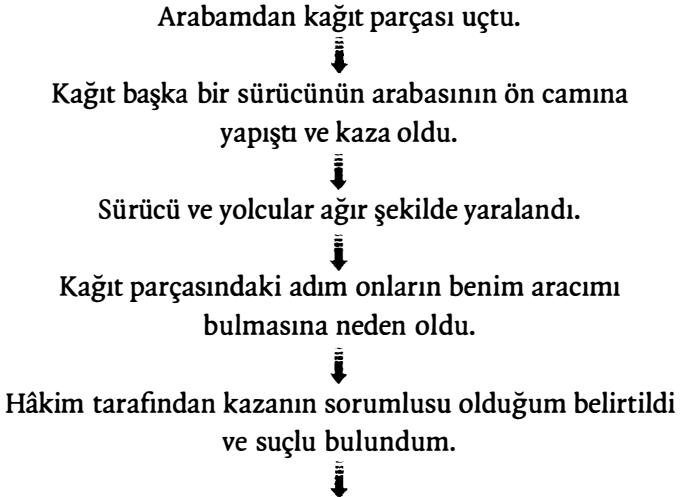 Arabamdan kağıt parçası uçtu.
Kağıt başka bir sürücünün arabasının ön camına
yapıştı ve kaza oldu.
Sürücü ve yolcular ağır şekilde yaralandı.
Kağıt parçasındaki adım onların benim aracımı
bulmasına neden oldu.
Hâkim tarafından kazanın sorumlusu olduğum belirtildi
ve suçlu bulundum.